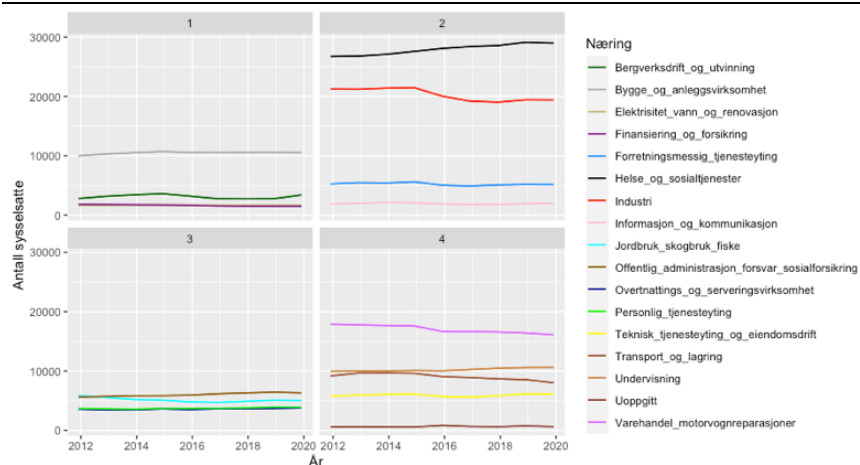 1
2
30000
20000
10000
0
3
4
30000
20000
10000
0
2012 2014 2016 2018 2020 2012 2014 2016 2018 2020
År
Antall sysselsatte
Næring
Bergverksdrift_og_utvinning
Bygge_og_anleggsvirksomhet
Elektrisitet_vann_og_renovasjon
Finansiering_og_forsikring
Forretningsmessig_tjenesteyting
Helse_og_sosialtjenester
Industri
Informasjon_og_kommunikasjon
Jordbruk_skogbruk_fiske
Offentlig_administrasjon_forsvar_sosialforsikring
Overtnattings_og_serveringsvirksomhet
Personlig_tjenesteyting
Teknisk_tjenesteyting_og_eiendomsdrift
Transport_og_lagring
Undervisning
Uoppgitt
Varehandel_motorvognreparasjoner